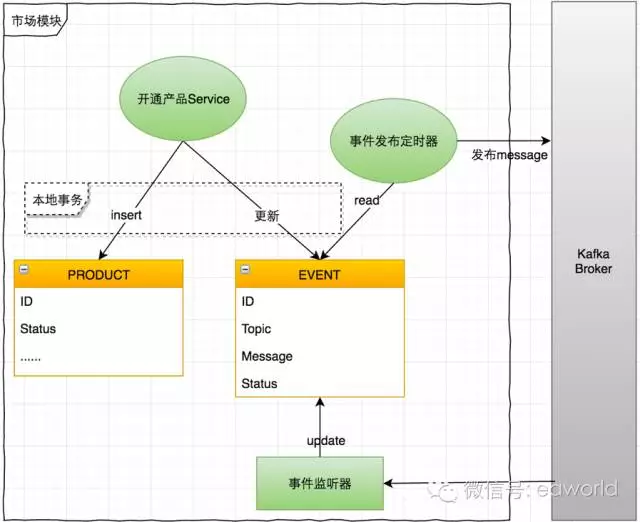 市场模块
开通产品Service
事件发布定时器
发布message
本地事务
insert
更新
read
Kafka
Broker
PRODUCT
ID
Status
......
EVENT
ID
Topic
Message
Status
update
事件监听器
微信号: eaworld